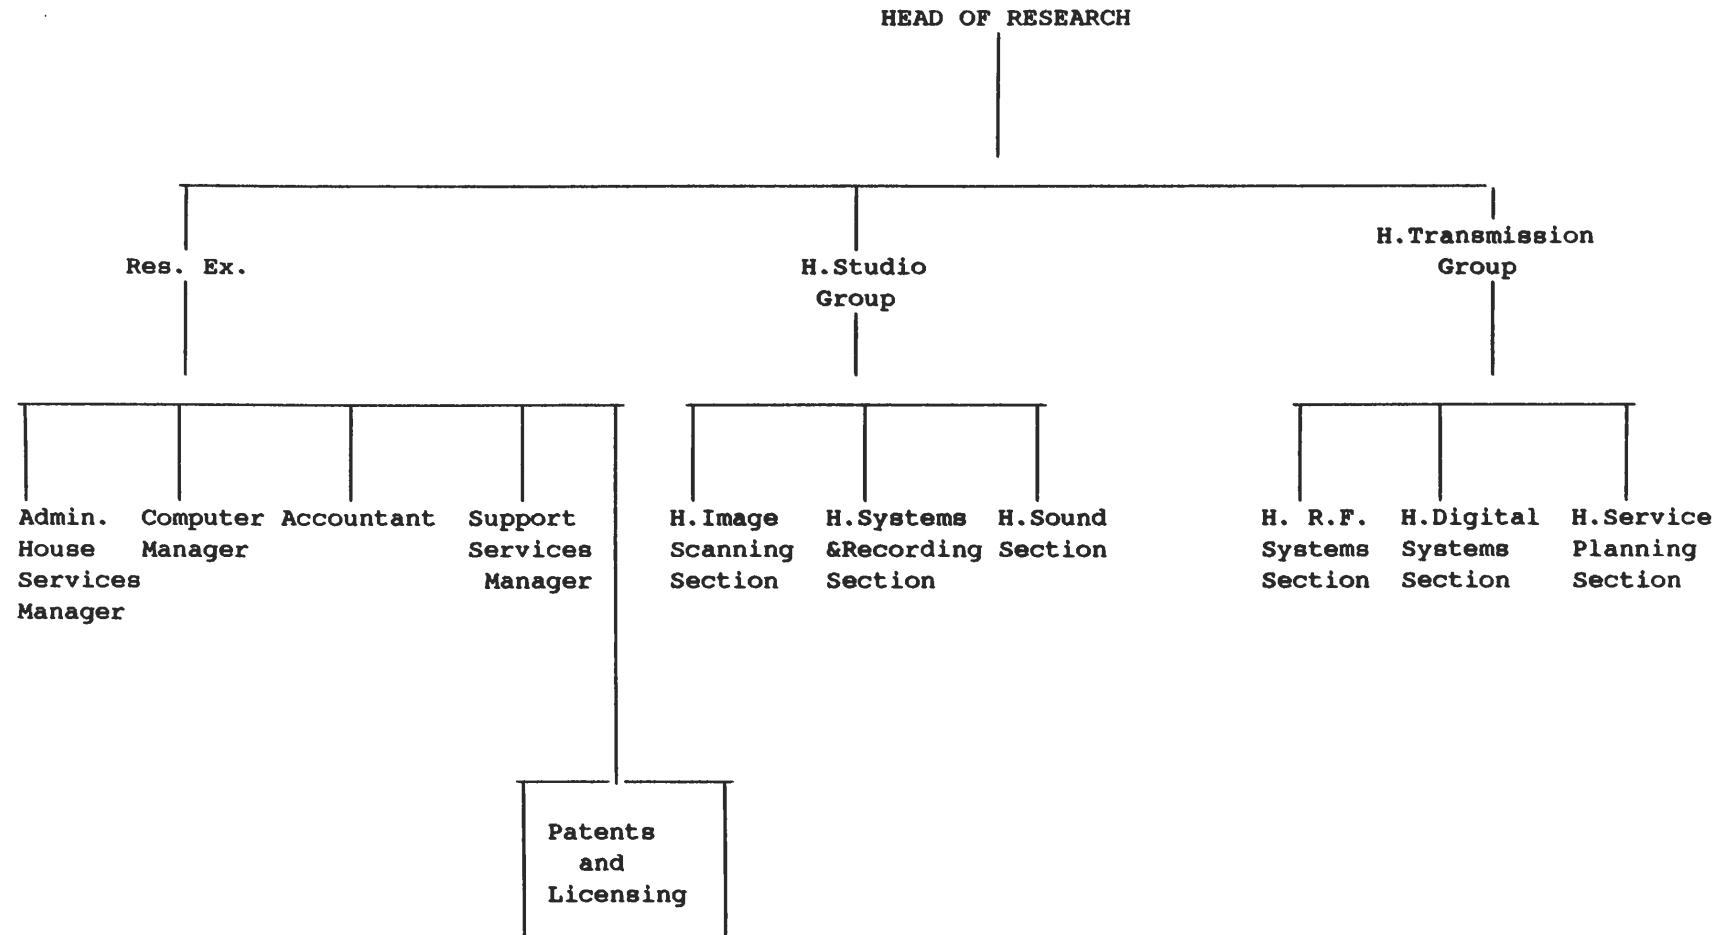 HEAD OF RESEARCH
Res. Ex.
H.Studio
Group
H.Transmission
Group
Admin.
House
Services
Manager
Computer
Manager
Accountant
Support
Services
Manager
H.Image
Scanning
Section
H.Systems
&Recording
Section
H.Sound
Section
H. R.F.
Systems
Section
H.Digital
Systems
Section
H.Service
Planning
Section
Patents
and
Licensing